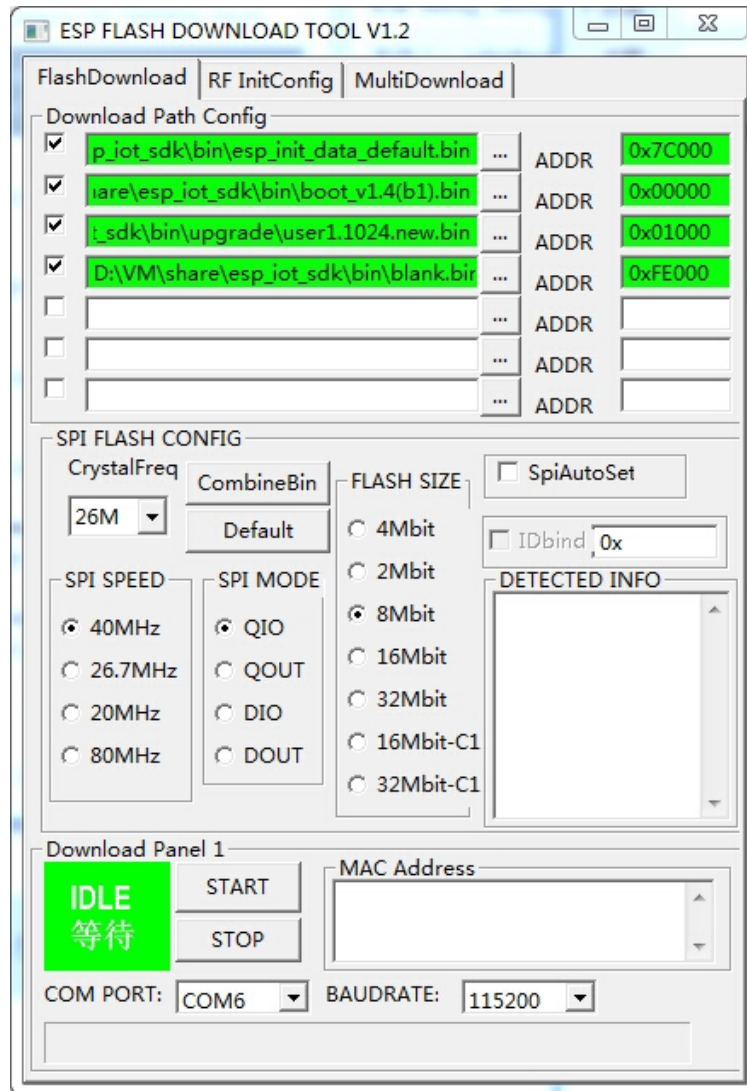 ESP FLASH DOWNLOAD TOOL V1.2
FlashDownload RF InitConfig MultiDownload
Download Path Config
p_iot_sdk\bin\esp_init_data_default.bin ... ADDR 0x7C000
are\esp_iot_sdk\bin\boot_v1.4(b1).bin ... ADDR 0x00000
t_sdk\bin\upgrade\user1.1024.new.bin ... ADDR 0x01000
D:\VM\share\esp_iot_sdk\bin\blank.bin ... ADDR 0xFE000
... ADDR
... ADDR
... ADDR
SPI FLASH CONFIG
CrystalFreq CombineBin FLASH SIZE SpiAutoSet
26M Default 4Mbit IDbind 0x
SPI SPEED SPI MODE 2Mbit DETECTED INFO
40MHz QIO 8Mbit
26.7MHz QOUT 16Mbit
20MHz DIO 32Mbit
80MHz DOUT 16Mbit-C1
32Mbit-C1
Download Panel 1
IDLE START MAC Address
等待 STOP
COM PORT: COM6 BAUDRATE: 115200